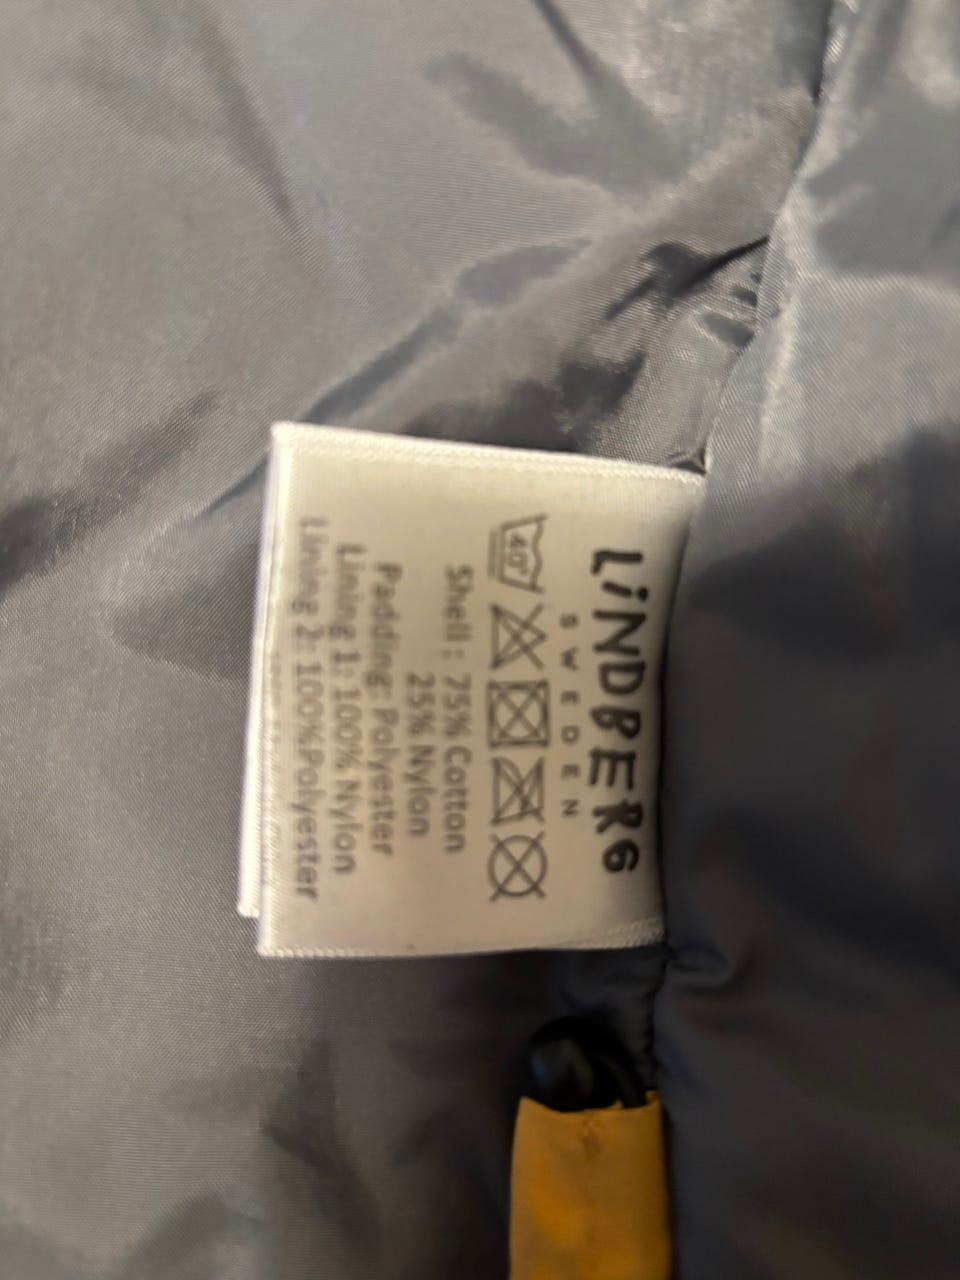 LiNDBERG
SWEDEN
40°
Shell: 75% Cotton
25% Nylon
Padding: Polyester
Lining 1: 100% Nylon
Lining 2: 100%Polyester